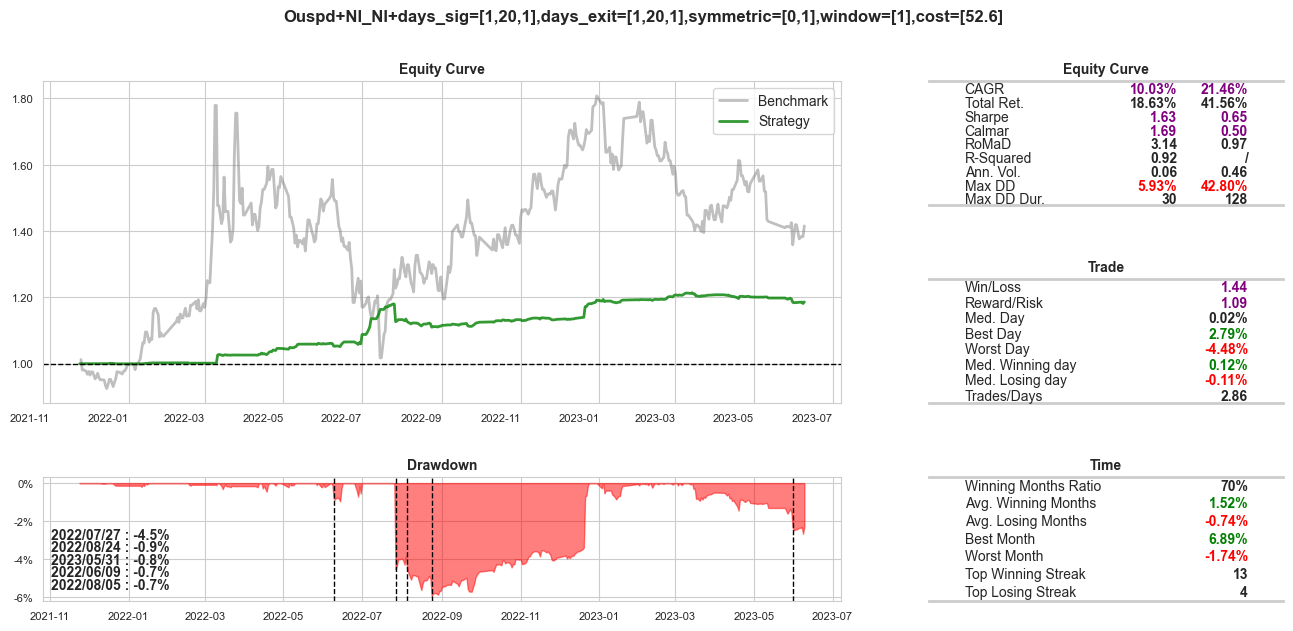 Ouspd+NI_NI+days_sig=[1,20,1],days_exit=[1,20,1],symmetric=[0,1],window=[1],cost=[52.6]
Equity Curve
1.80
1.60
1.40
1.20
1.00
Benchmark
Strategy
2021-11
2022-01
2022-03
2022-05
2022-07
2022-09
2022-11
2023-01
2023-03
2023-05
2023-07
Equity Curve
CAGR 10.03% 21.46%
Total Ret. 18.63% 41.56%
Sharpe 1.63 0.65
Calmar 1.69 0.50
RoMaD 3.14 0.97
R-Squared 0.92 /
Ann. Vol. 0.06 0.46
Max DD 5.93% 42.80%
Max DD Dur. 30 128
Trade
Win/Loss 1.44
Reward/Risk 1.09
Med. Day 0.02%
Best Day 2.79%
Worst Day -4.48%
Med. Winning day 0.12%
Med. Losing day -0.11%
Trades/Days 2.86
Drawdown
0%
-2%
-4%
-6%
2022/07/27 : -4.5%
2022/08/24 : -0.9%
2023/05/31 : -0.8%
2022/06/09 : -0.7%
2022/08/05 : -0.7%
2021-11
2022-01
2022-03
2022-05
2022-07
2022-09
2022-11
2023-01
2023-03
2023-05
2023-07
Time
Winning Months Ratio 70%
Avg. Winning Months 1.52%
Avg. Losing Months -0.74%
Best Month 6.89%
Worst Month -1.74%
Top Winning Streak 13
Top Losing Streak 4